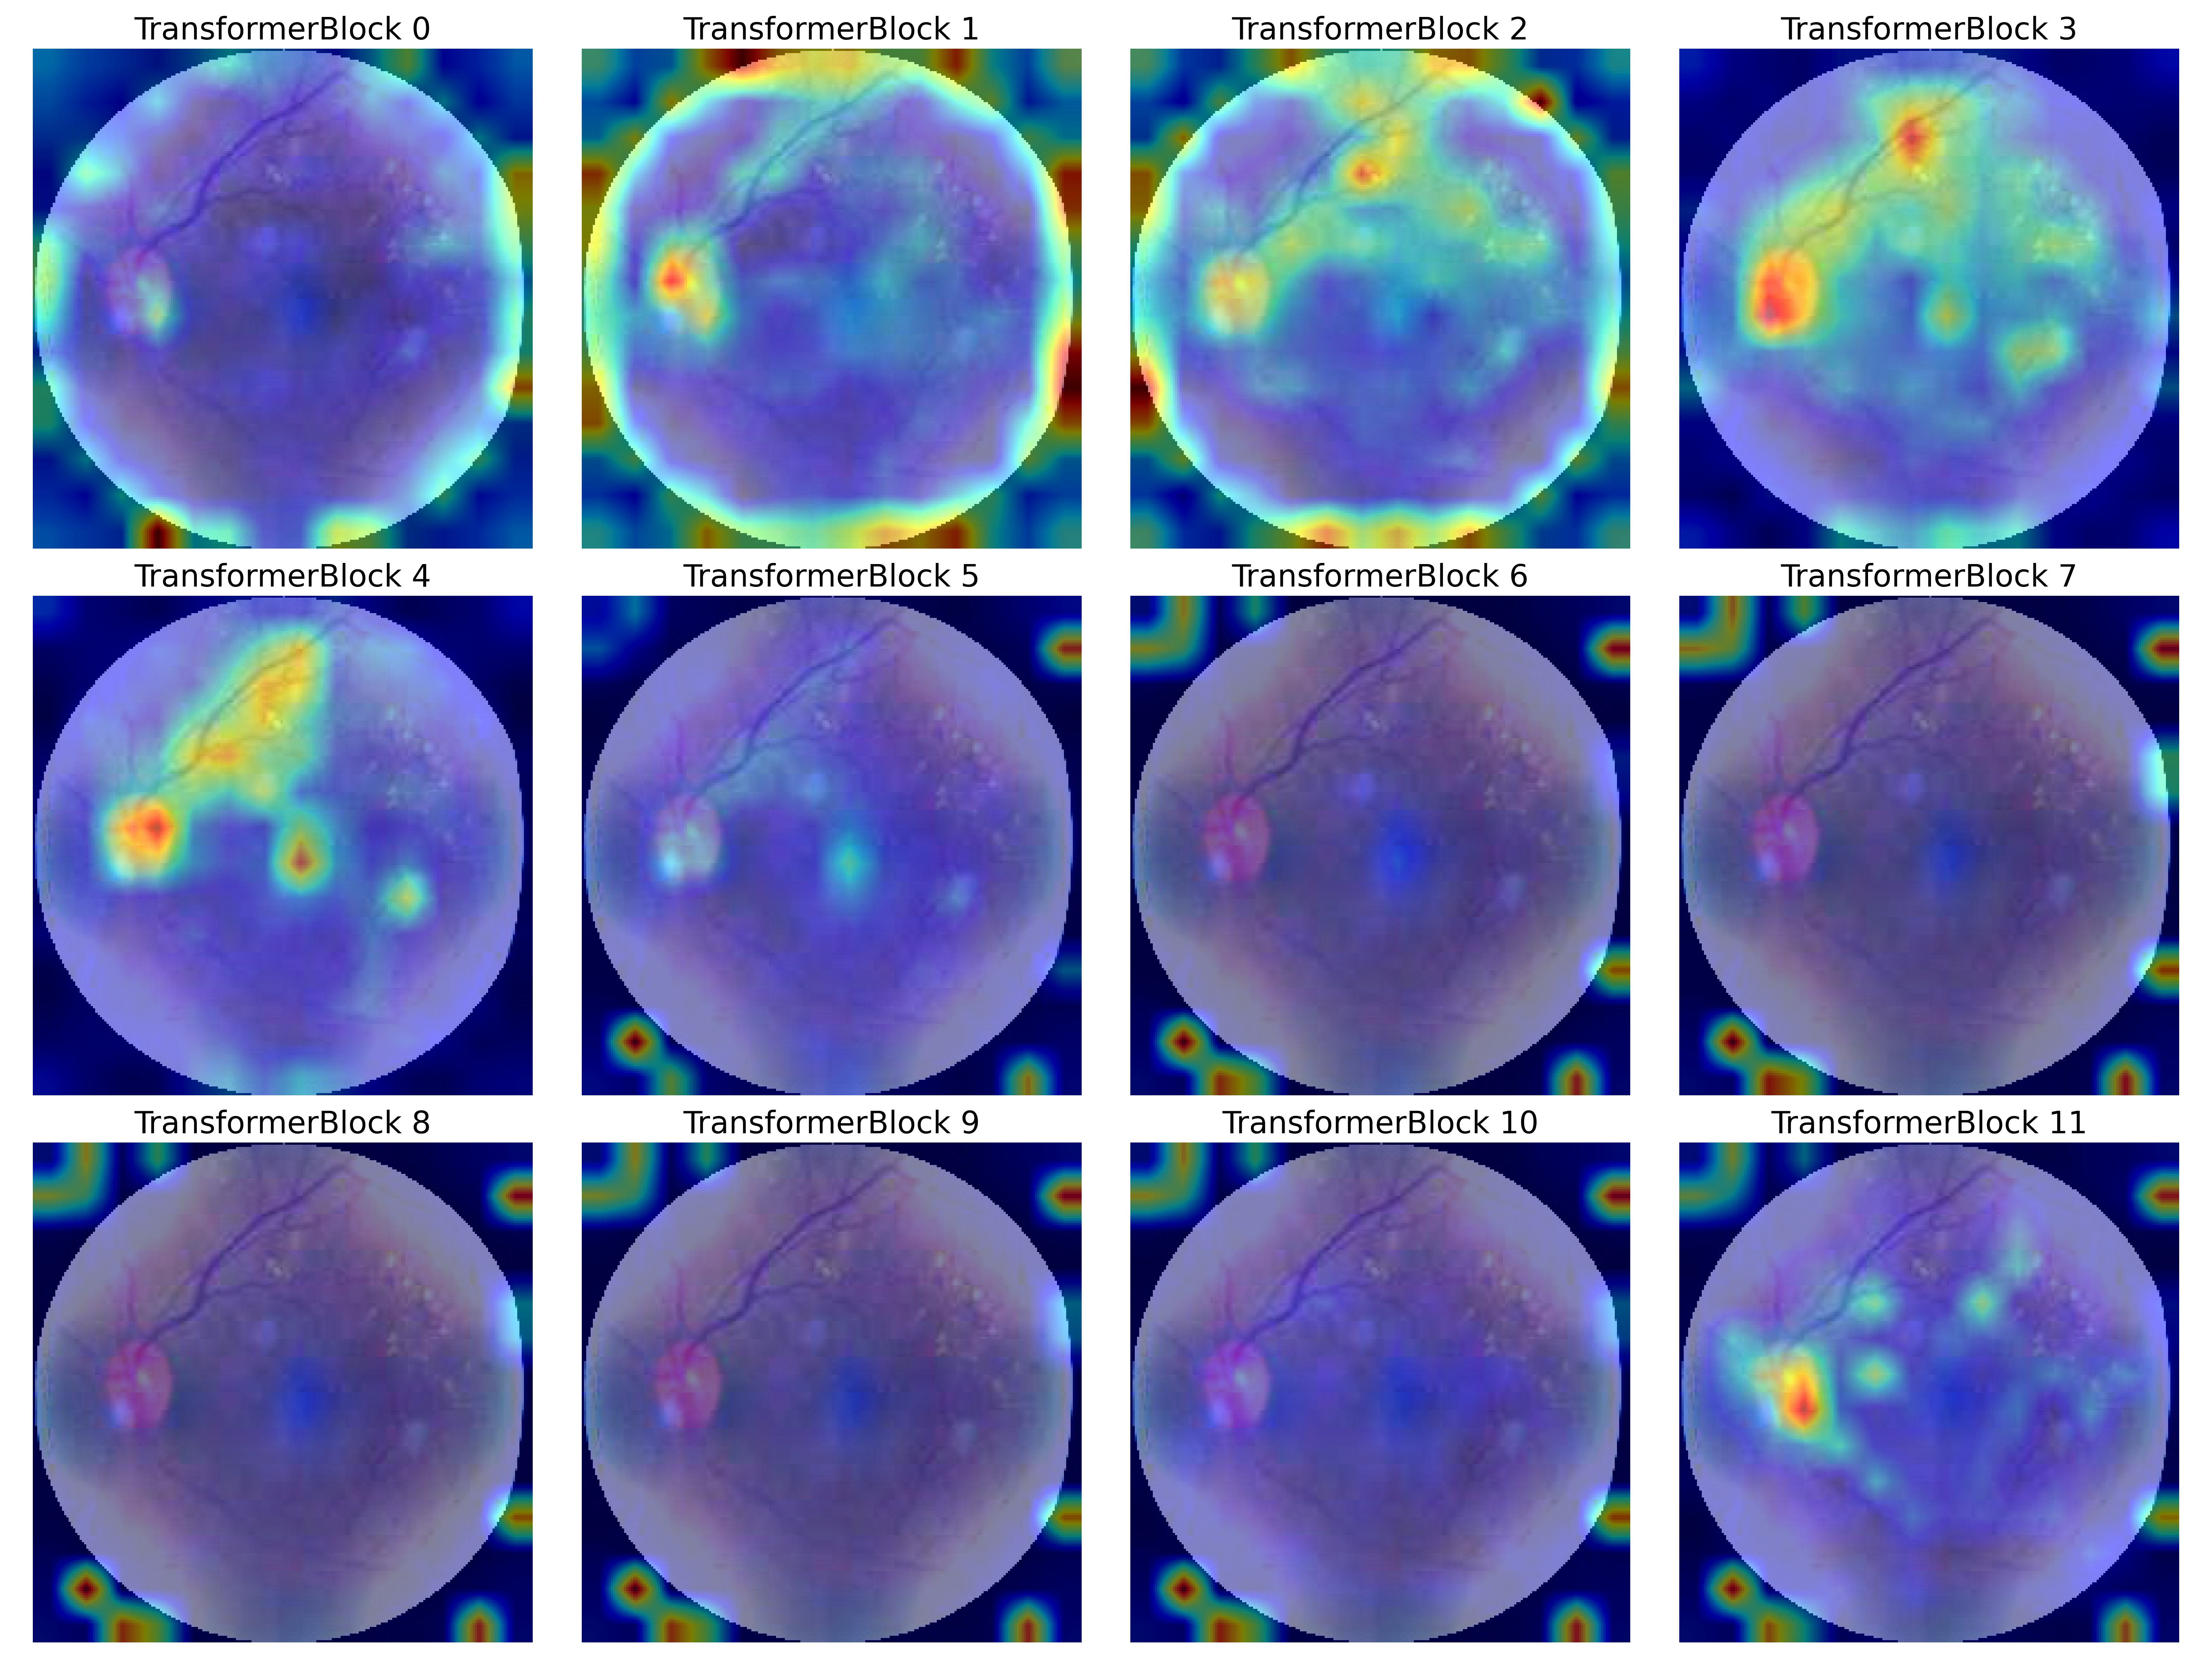 TransformerBlock 0
TransformerBlock 1
TransformerBlock 2
TransformerBlock 3
TransformerBlock 4
TransformerBlock 5
TransformerBlock 6
TransformerBlock 7
TransformerBlock 8
TransformerBlock 9
TransformerBlock 10
TransformerBlock 11